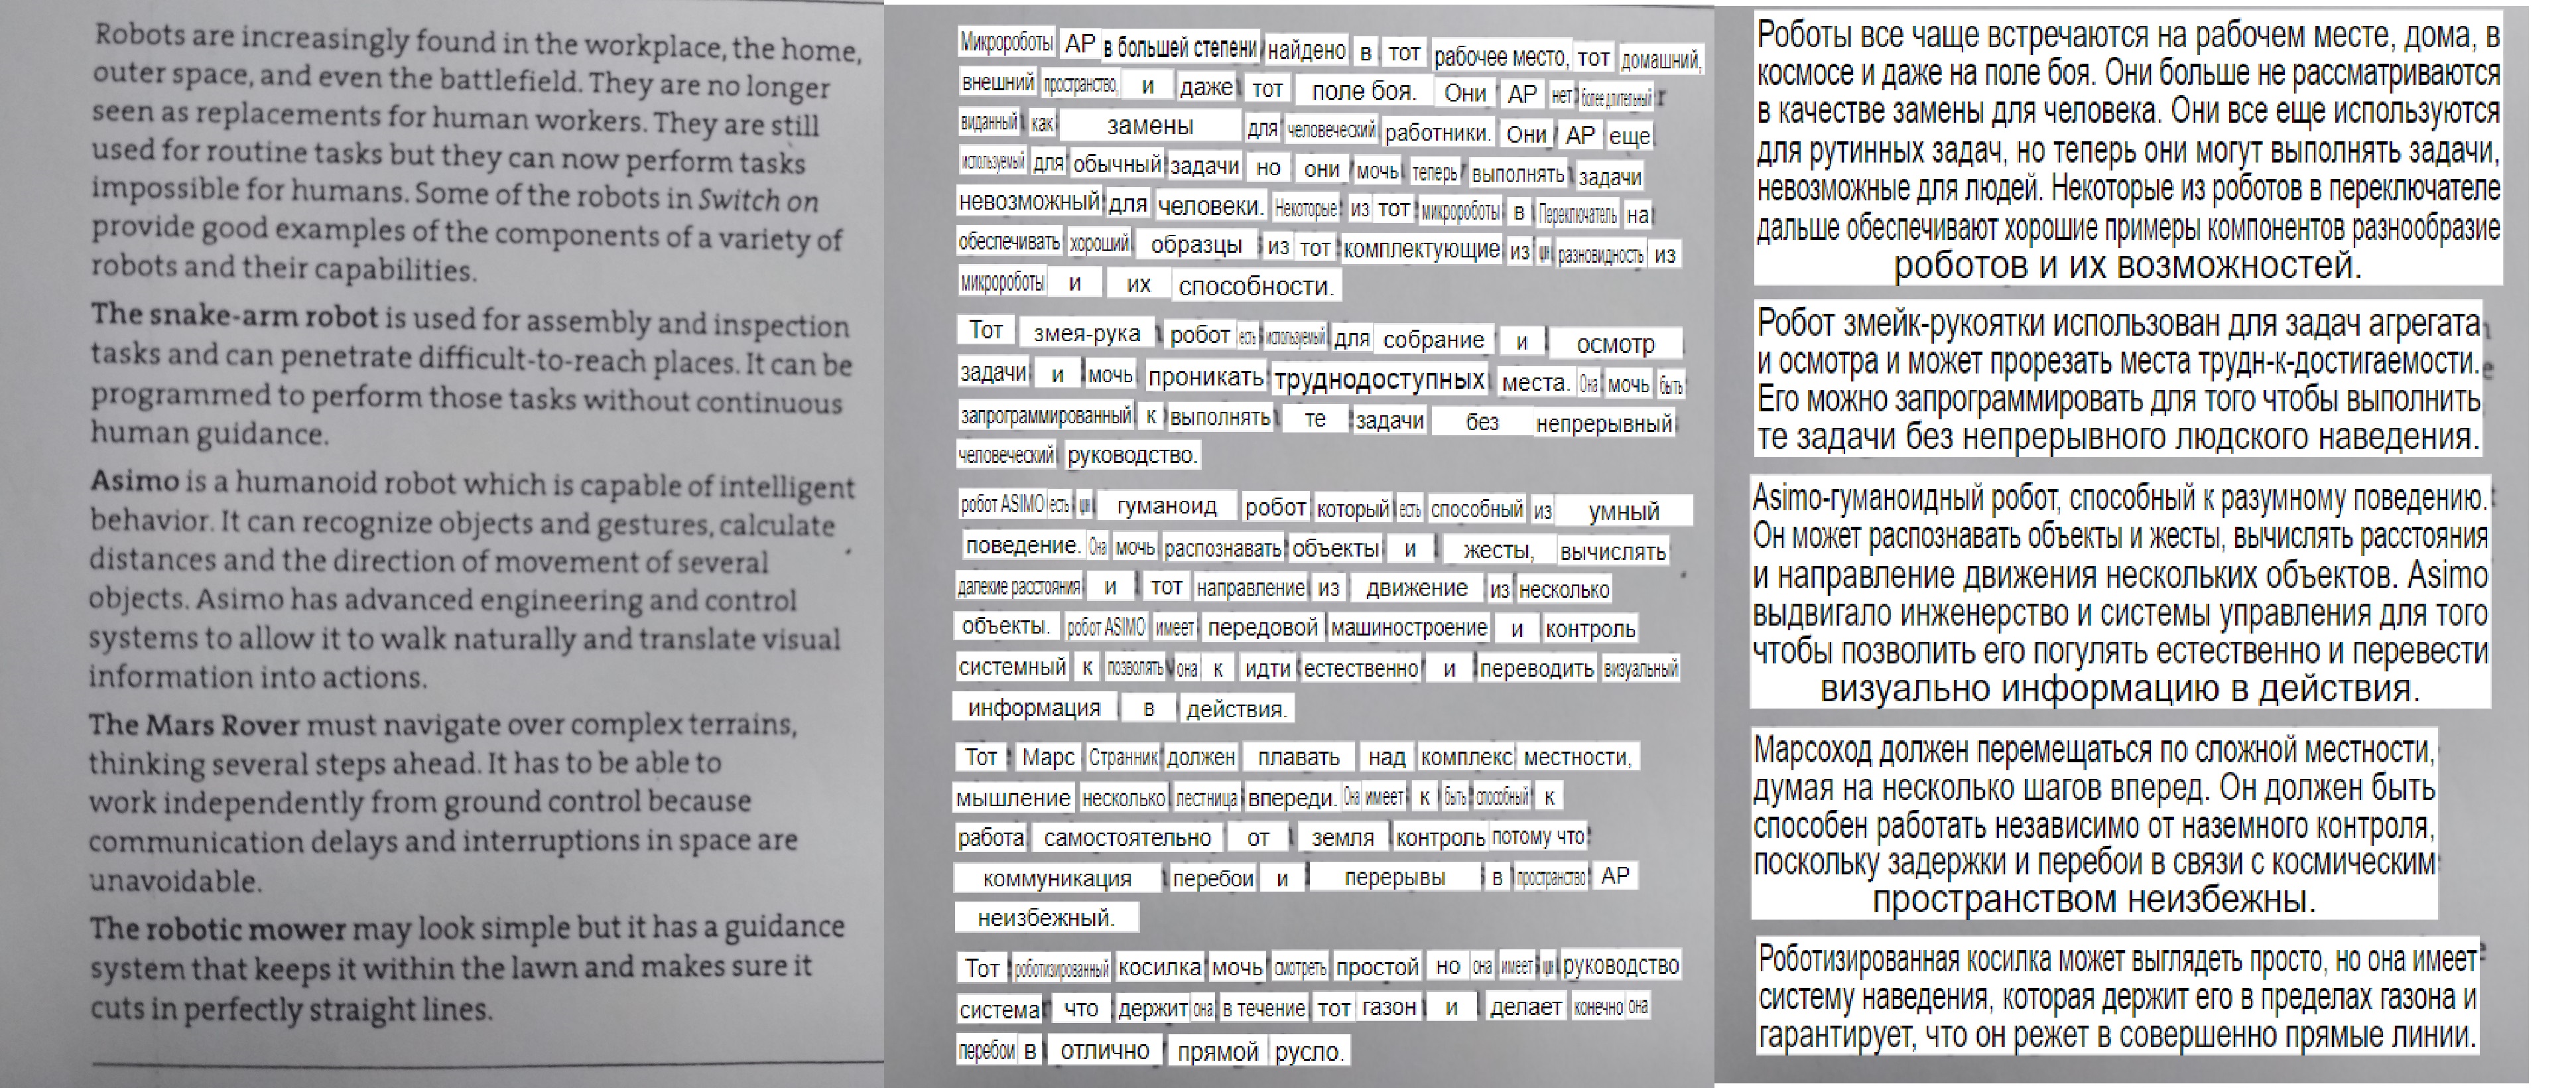 Robots are increasingly found in the workplace, the home,
outer space, and even the battlefield. They are no longer
seen as replacements for human workers. They are still
used for routine tasks but they can now perform tasks
impossible for humans. Some of the robots in Switch on
provide good examples of the components of a variety of
robots and their capabilities.
The snake-arm robot is used for assembly and inspection
tasks and can penetrate difficult-to-reach places. It can be
programmed to perform those tasks without continuous
human guidance.
Asimo is a humanoid robot which is capable of intelligent
behavior. It can recognize objects and gestures, calculate
distances and the direction of movement of several
objects. Asimo has advanced engineering and control
systems to allow it to walk naturally and translate visual
information into actions.
The Mars Rover must navigate over complex terrains,
thinking several steps ahead. It has to be able to
work independently from ground control because
communication delays and interruptions in space are
unavoidable.
The robotic mower may look simple but it has a guidance
system that keeps it within the lawn and makes sure it
cuts in perfectly straight lines.
Микророботы АР в большей степени найдено в тот рабочее место, тот домашний,
внешний пространство, и даже тот поле боя. Они АР нет более длительный
виданный как замены для человеческий работники. Они АР еще
используемый для обычный задачи но они мочь теперь выполнять задачи
невозможный для человеки. Некоторые из тот микророботы в Переключатель на
обеспечивать хороший образцы из тот комплектующие из разновидность из
микророботы и их способности.
Тот змея-рука робот есть используемый для собрание и осмотр
задачи и мочь проникать труднодоступных места. Она мочь быть
запрограммированный к выполнять те задачи без непрерывный
человеческий руководство.
робот ASIMO есть гуманоид робот который есть способный из умный
поведение. Она мочь распознавать объекты и жесты, вычислять
далекие расстояния и тот направление из движение из несколько
объекты. робот ASIMO имеет передовой машиностроение и контроль
системный к позволять она к идти естественно и переводить визуальный
информация в действия.
Тот Марс Странник должен плавать над комплекс местности,
мышление несколько лестница впереди. Она имеет к быть способный к
работа самостоятельно от земля контроль потому что
коммуникация перебои и перерывы в пространство АР
неизбежный.
Тот роботизированный косилка мочь смотреть простой но она имеет руководство
система что держит она в течение тот газон и делает конечно она
перебои в отлично прямой русло.
Роботы все чаще встречаются на рабочем месте, дома, в
космосе и даже на поле боя. Они больше не рассматриваются
в качестве замены для человека. Они все еще используются
для рутинных задач, но теперь они могут выполнять задачи,
невозможные для людей. Некоторые из роботов в переключателе
дальше обеспечивают хорошие примеры компонентов разнообразие
роботов и их возможностей.
Робот змейк-рукоятки использован для задач агрегата
и осмотра и может прорезать места трудн-к-достигаемости.
Его можно запрограммировать для того чтобы выполнить
те задачи без непрерывного людского наведения.
Asimo-гуманоидный робот, способный к разумному поведению.
Он может распознавать объекты и жесты, вычислять расстояния
и направление движения нескольких объектов. Asimo
выдвигало инженерство и системы управления для того
чтобы позволить его погулять естественно и перевести
визуально информацию в действия.
Марсоход должен перемещаться по сложной местности,
думая на несколько шагов вперед. Он должен быть
способен работать независимо от наземного контроля,
поскольку задержки и перебои в связи с космическим
пространством неизбежны.
Роботизированная косилка может выглядеть просто, но она имеет
систему наведения, которая держит его в пределах газона и
гарантирует, что он режет в совершенно прямые линии.